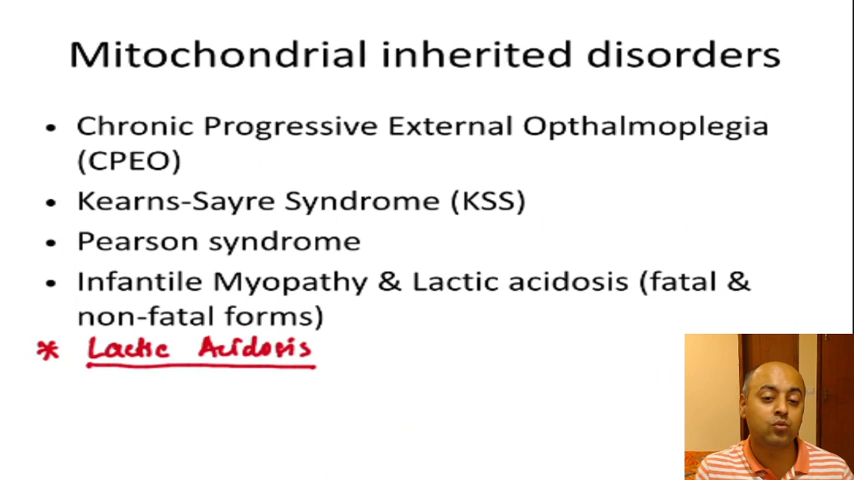 Mitochondrial inherited disorders
• Chronic Progressive External Opthalmoplegia
(CPEO)
• Kearns-Sayre Syndrome (KSS)
• Pearson syndrome
• Infantile Myopathy & Lactic acidosis (fatal &
non-fatal forms)
* Lactic Acidosis